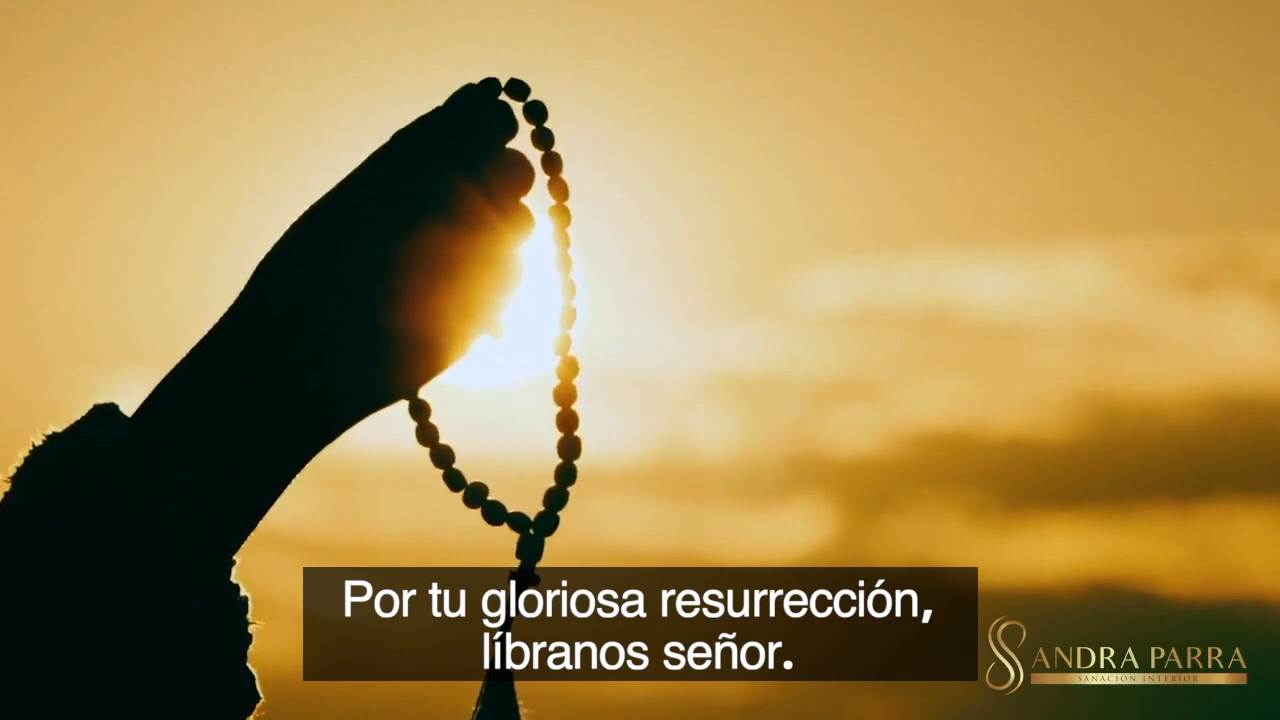 Por tu gloriosa resurrección,
líbranos señor.
SANDRA PARRA
SANACIÓN INTERIOR